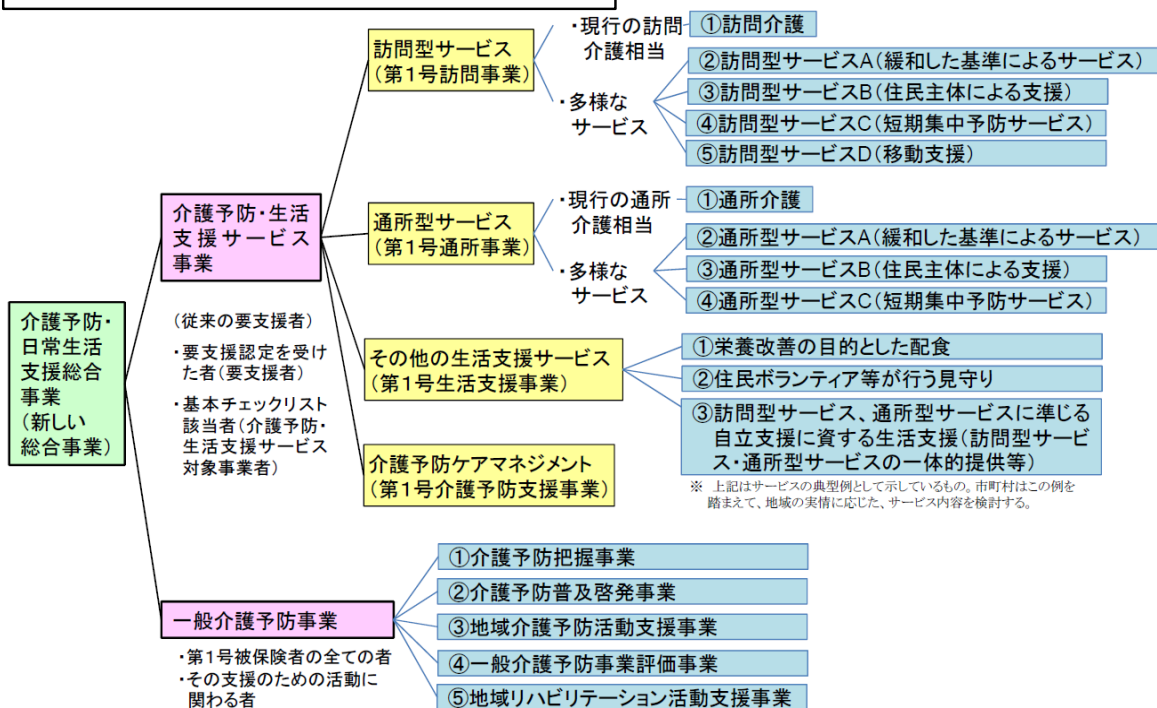 介護予防・
日常生活
支援総合
事業
(新しい
総合事業)
介護予防・生活
支援サービス
事業
(従来の要支援者)
・要支援認定を受け
た者(要支援者)
・基本チェックリスト
該当者(介護予防・
生活支援サービス
対象事業者)
訪問型サービス
(第1号訪問事業)
・現行の訪問
介護相当
①訪問介護
・多様な
サービス
②訪問型サービスA(緩和した基準によるサービス)
③訪問型サービスB(住民主体による支援)
④訪問型サービスC(短期集中予防サービス)
⑤訪問型サービスD(移動支援)
通所型サービス
(第1号通所事業)
・現行の通所
介護相当
①通所介護
・多様な
サービス
②通所型サービスA(緩和した基準によるサービス)
③通所型サービスB(住民主体による支援)
④通所型サービスC(短期集中予防サービス)
その他の生活支援サービス
(第1号生活支援事業)
①栄養改善の目的とした配食
②住民ボランティア等が行う見守り
③訪問型サービス、通所型サービスに準じる
自立支援に資する生活支援(訪問型サービ
ス・通所型サービスの一体的提供等)
※ 上記はサービスの典型例として示しているもの。市町村はこの例を
踏まえて、地域の実情に応じた、サービス内容を検討する。
介護予防ケアマネジメント
(第1号介護予防支援事業)
一般介護予防事業
・第1号被保険者の全ての者
・その支援のための活動に
関わる者
①介護予防把握事業
②介護予防普及啓発事業
③地域介護予防活動支援事業
④一般介護予防事業評価事業
⑤地域リハビリテーション活動支援事業